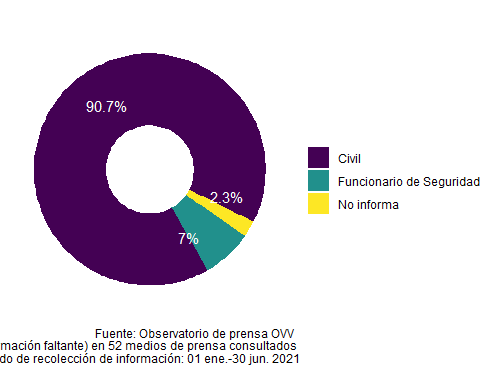 90.7%
2.3%
7%
Civil
Funcionario de Seguridad
No informa
Fuente: Observatorio de prensa OVV
mación faltante) en 52 medios de prensa consultados
do de recolección de información: 01 ene.-30 jun. 2021